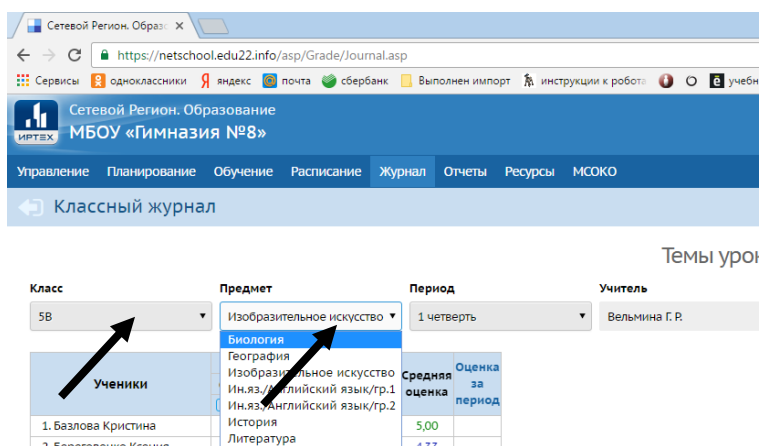 Сетевой Регион. Образо
https://netschool.edu22.info/asp/Grade/Journal.asp
Сервисы одноклассники яндекс почта сбербанк Выполнен импорт инструкции к робота учебн
Сетевой Регион. Образование
ИРТЕХ МБОУ «Гимназия №8»
Управление Планирование Обучение Расписание Журнал Отчеты Ресурсы МСОКО
Классный журнал
Темы урок
Класс Предмет Период Учитель
5В Изобразительное искусство 1 четверть Вельмина Г. Р.
Биология
География
Изобразительное искусство
Ин.яз./Английский язык/гр.1
Ин.яз./Английский язык/гр.2
История
Литература
Ученики Средняя оценка Оценка за период
1. Базлова Кристина 5,00